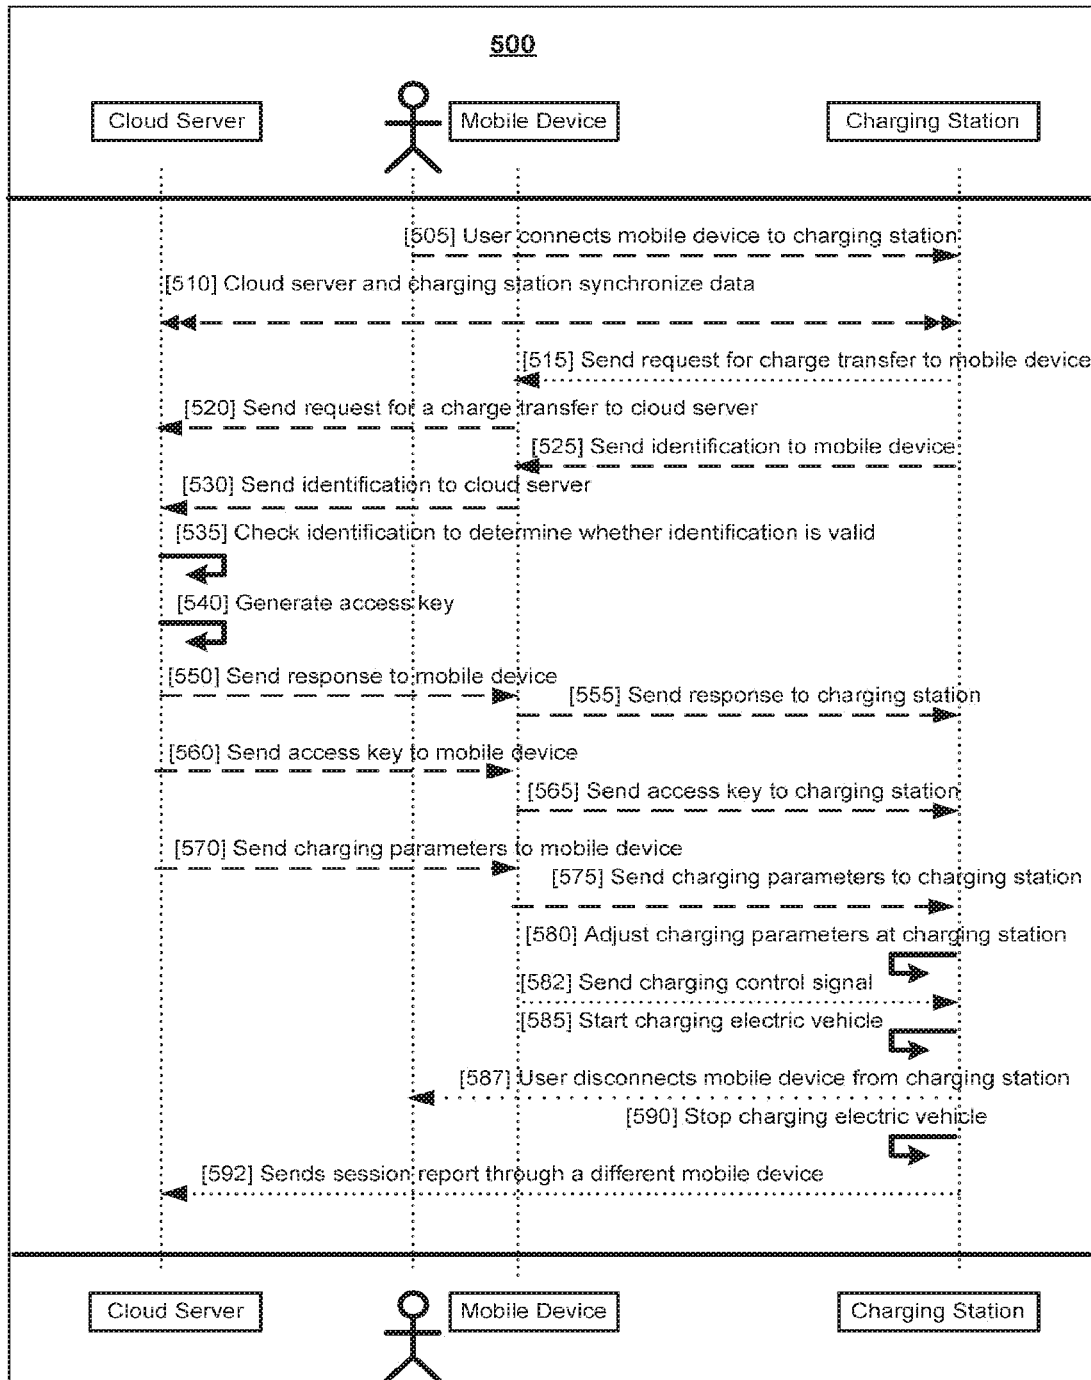 500
Cloud Server
Mobile Device
Charging Station
[505] User connects mobile device to charging station
[510] Cloud server and charging station synchronize data
[515] Send request for charge transfer to mobile device
[520] Send request for a charge transfer to cloud server
[525] Send identification to mobile device
[530] Send identification to cloud server
[535] Check identification to determine whether identification is valid
[540] Generate access key
[550] Send response to mobile device
[555] Send response to charging station
[560] Send access key to mobile device
[565] Send access key to charging station
[570] Send charging parameters to mobile device
[575] Send charging parameters to charging station
[580] Adjust charging parameters at charging station
[582] Send charging control signal
[585] Start charging electric vehicle
[587] User disconnects mobile device from charging station
[590] Stop charging electric vehicle
[592] Sends session report through a different mobile device
Cloud Server
Mobile Device
Charging Station